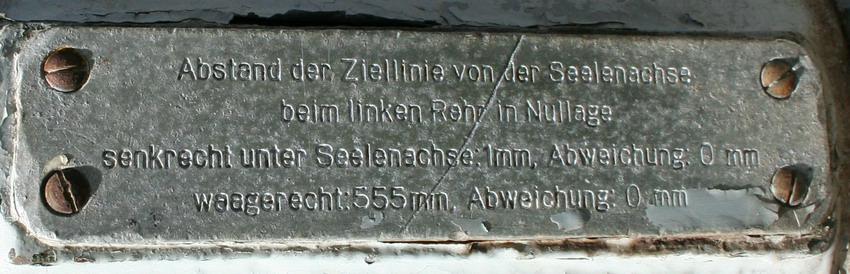 Abstand der Ziellinie von der Seelenachse
beim linken Rohr in Nullage
senkrecht unter Seelenachse:1mm, Abweichung: 0 mm
waagerecht:555mm, Abweichung: 0 mm